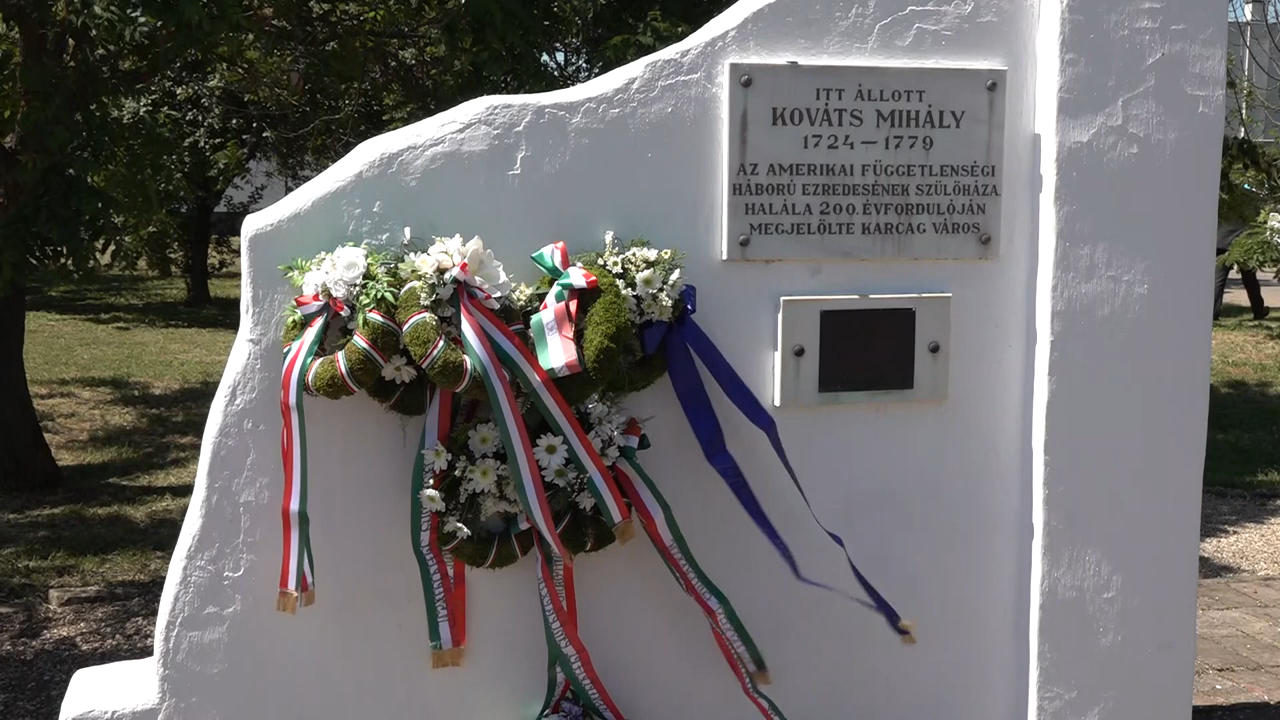 ITT ÁLLOTT
KOVÁTS MIHÁLY
1724-1779
AZ AMERIKAI FÜGGETLENSÉGI
HÁBORÚ EZREDESÉNEK SZÜLŐHÁZA.
HALÁLA 200. ÉVFORDULÓJÁN
MEGJELÖLTE KARCAG VÁROS